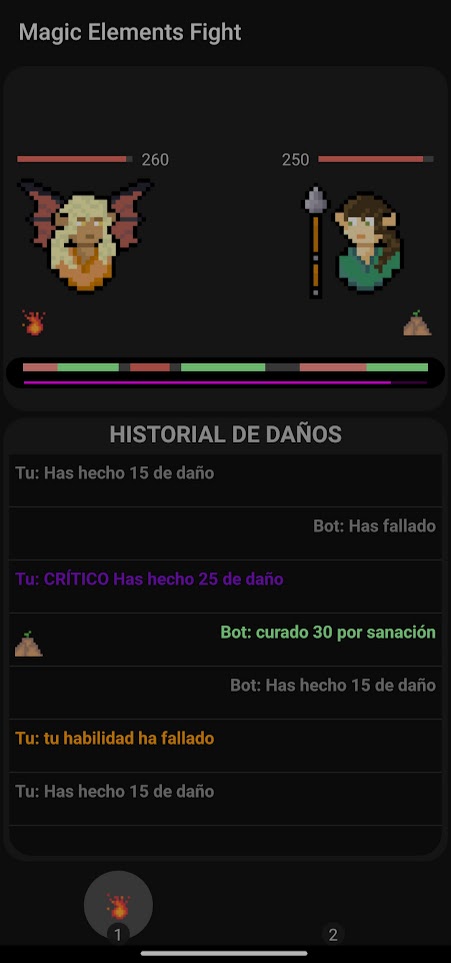 Magic Elements Fight
260
250
HISTORIAL DE DAÑOS
Tu: Has hecho 15 de daño
Bot: Has fallado
Tu: CRÍTICO Has hecho 25 de daño
Bot: curado 30 por sanación
Bot: Has hecho 15 de daño
Tu: tu habilidad ha fallado
Tu: Has hecho 15 de daño
1
2